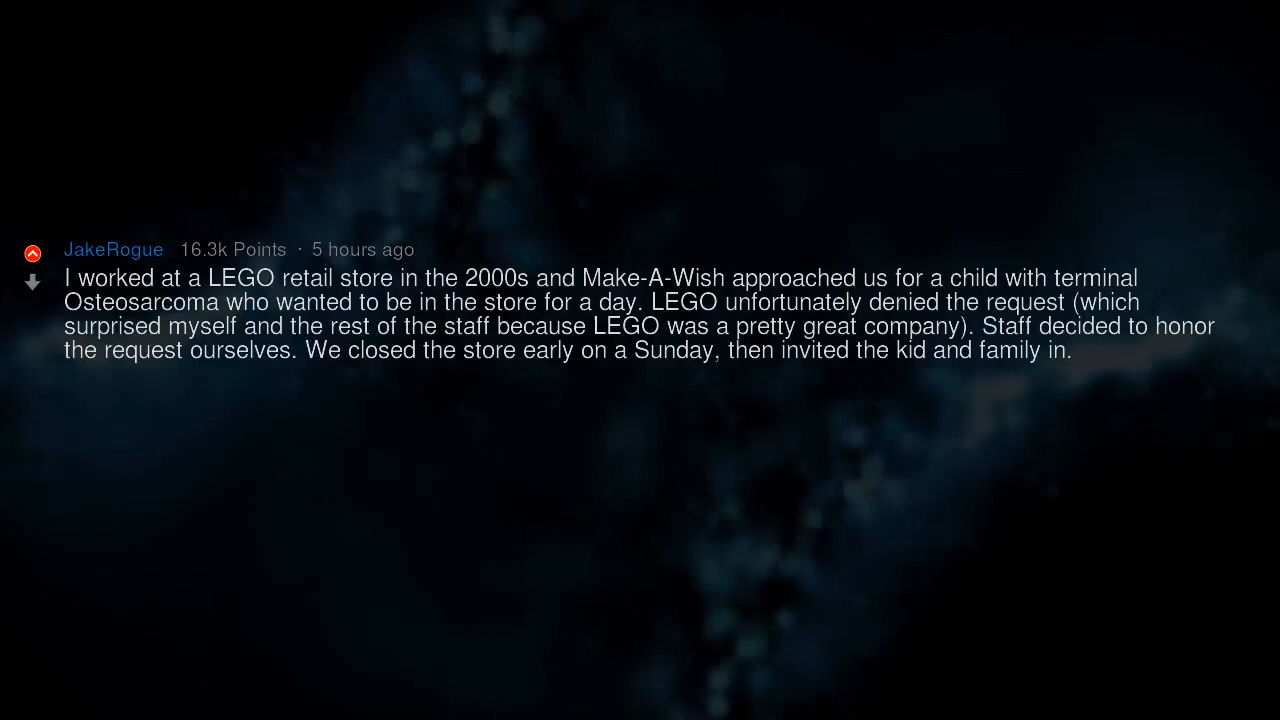 JakeRogue 16.3k Points · 5 hours ago
I worked at a LEGO retail store in the 2000s and Make-A-Wish approached us for a child with terminal
Osteosarcoma who wanted to be in the store for a day. LEGO unfortunately denied the request (which
surprised myself and the rest of the staff because LEGO was a pretty great company). Staff decided to honor
the request ourselves. We closed the store early on a Sunday, then invited the kid and family in.